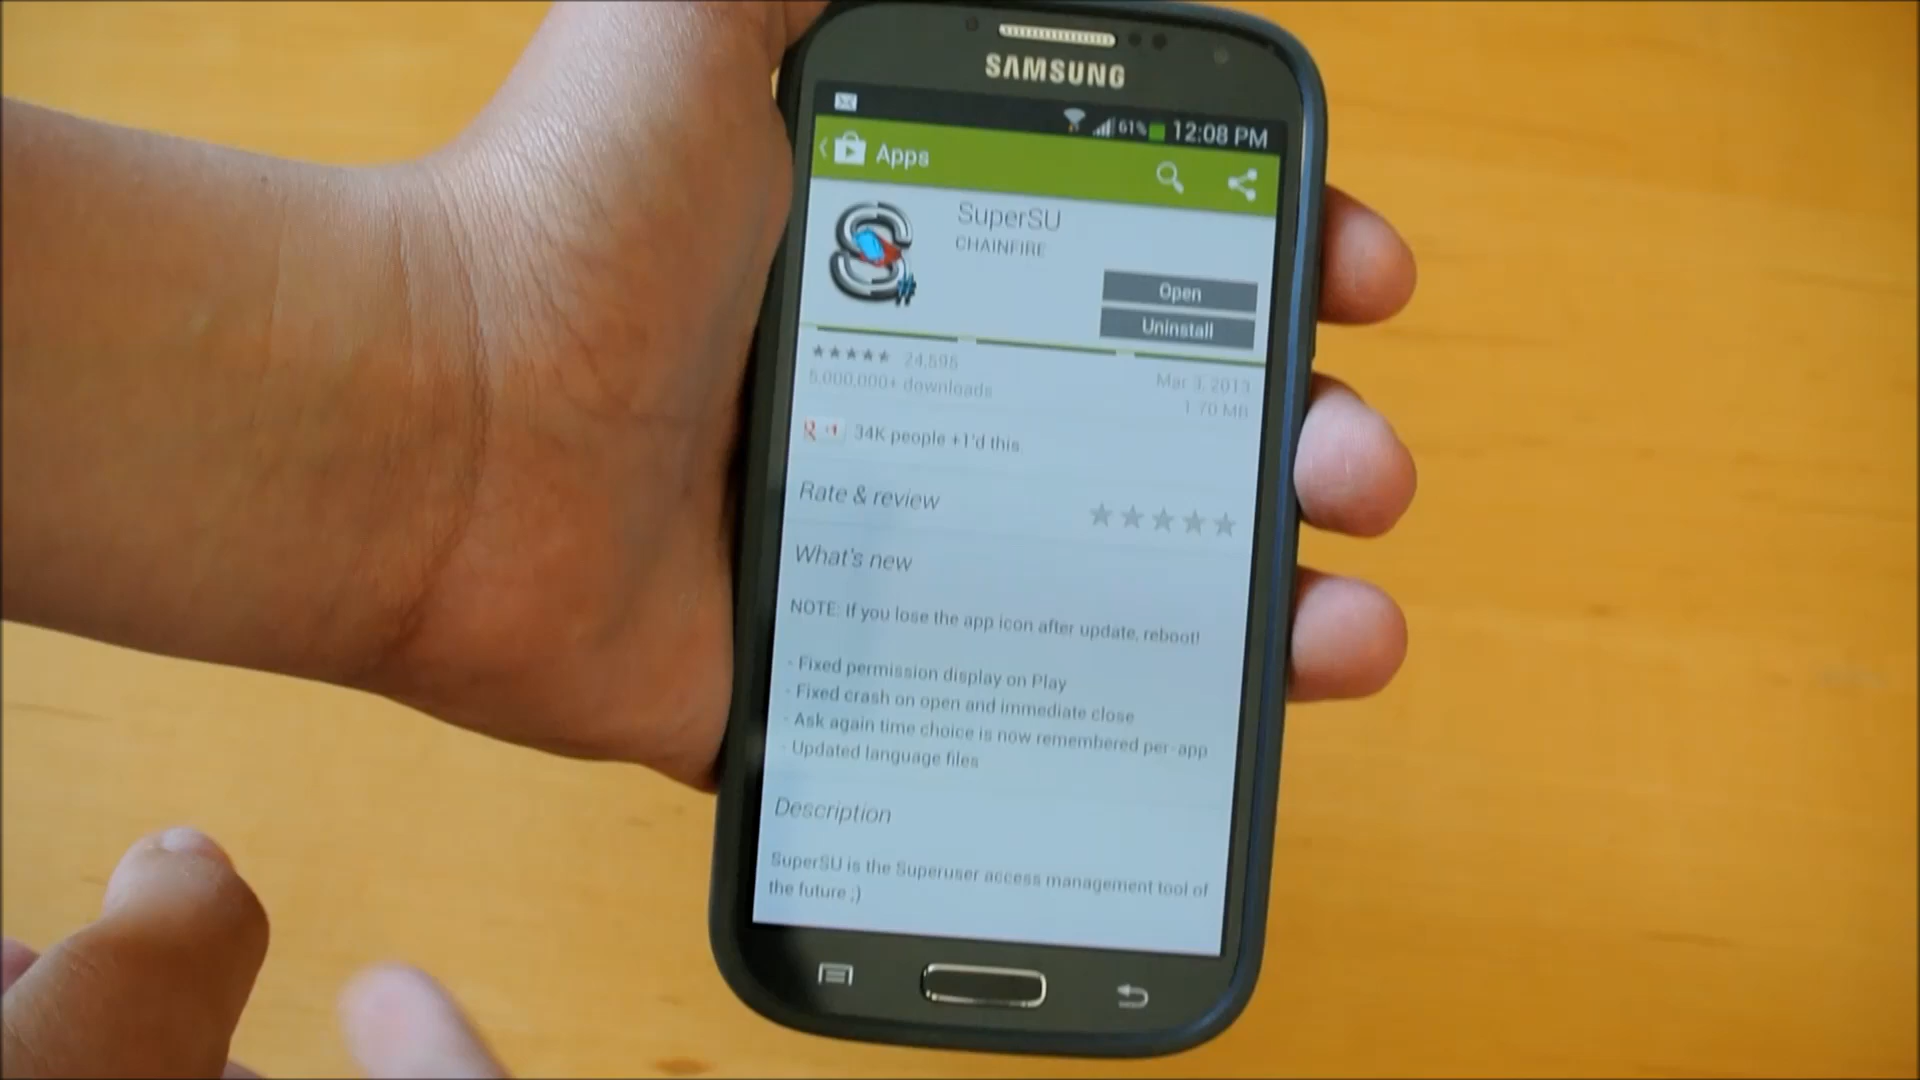 SAMSUNG
61% 12:08 PM
Apps
SuperSU
CHAINFIRE
Open
Uninstall
24,595
5,000,000+ downloads
Mar 3, 2013
1.70 MB
+1 34K people +1'd this
Rate & review
What's new
NOTE: If you lose the app icon after update, reboot!
- Fixed permission display on Play
- Fixed crash on open and immediate close
- Ask again time choice is now remembered per-app
- Updated language files
Description
SuperSU is the Superuser access management tool of
the future ;)